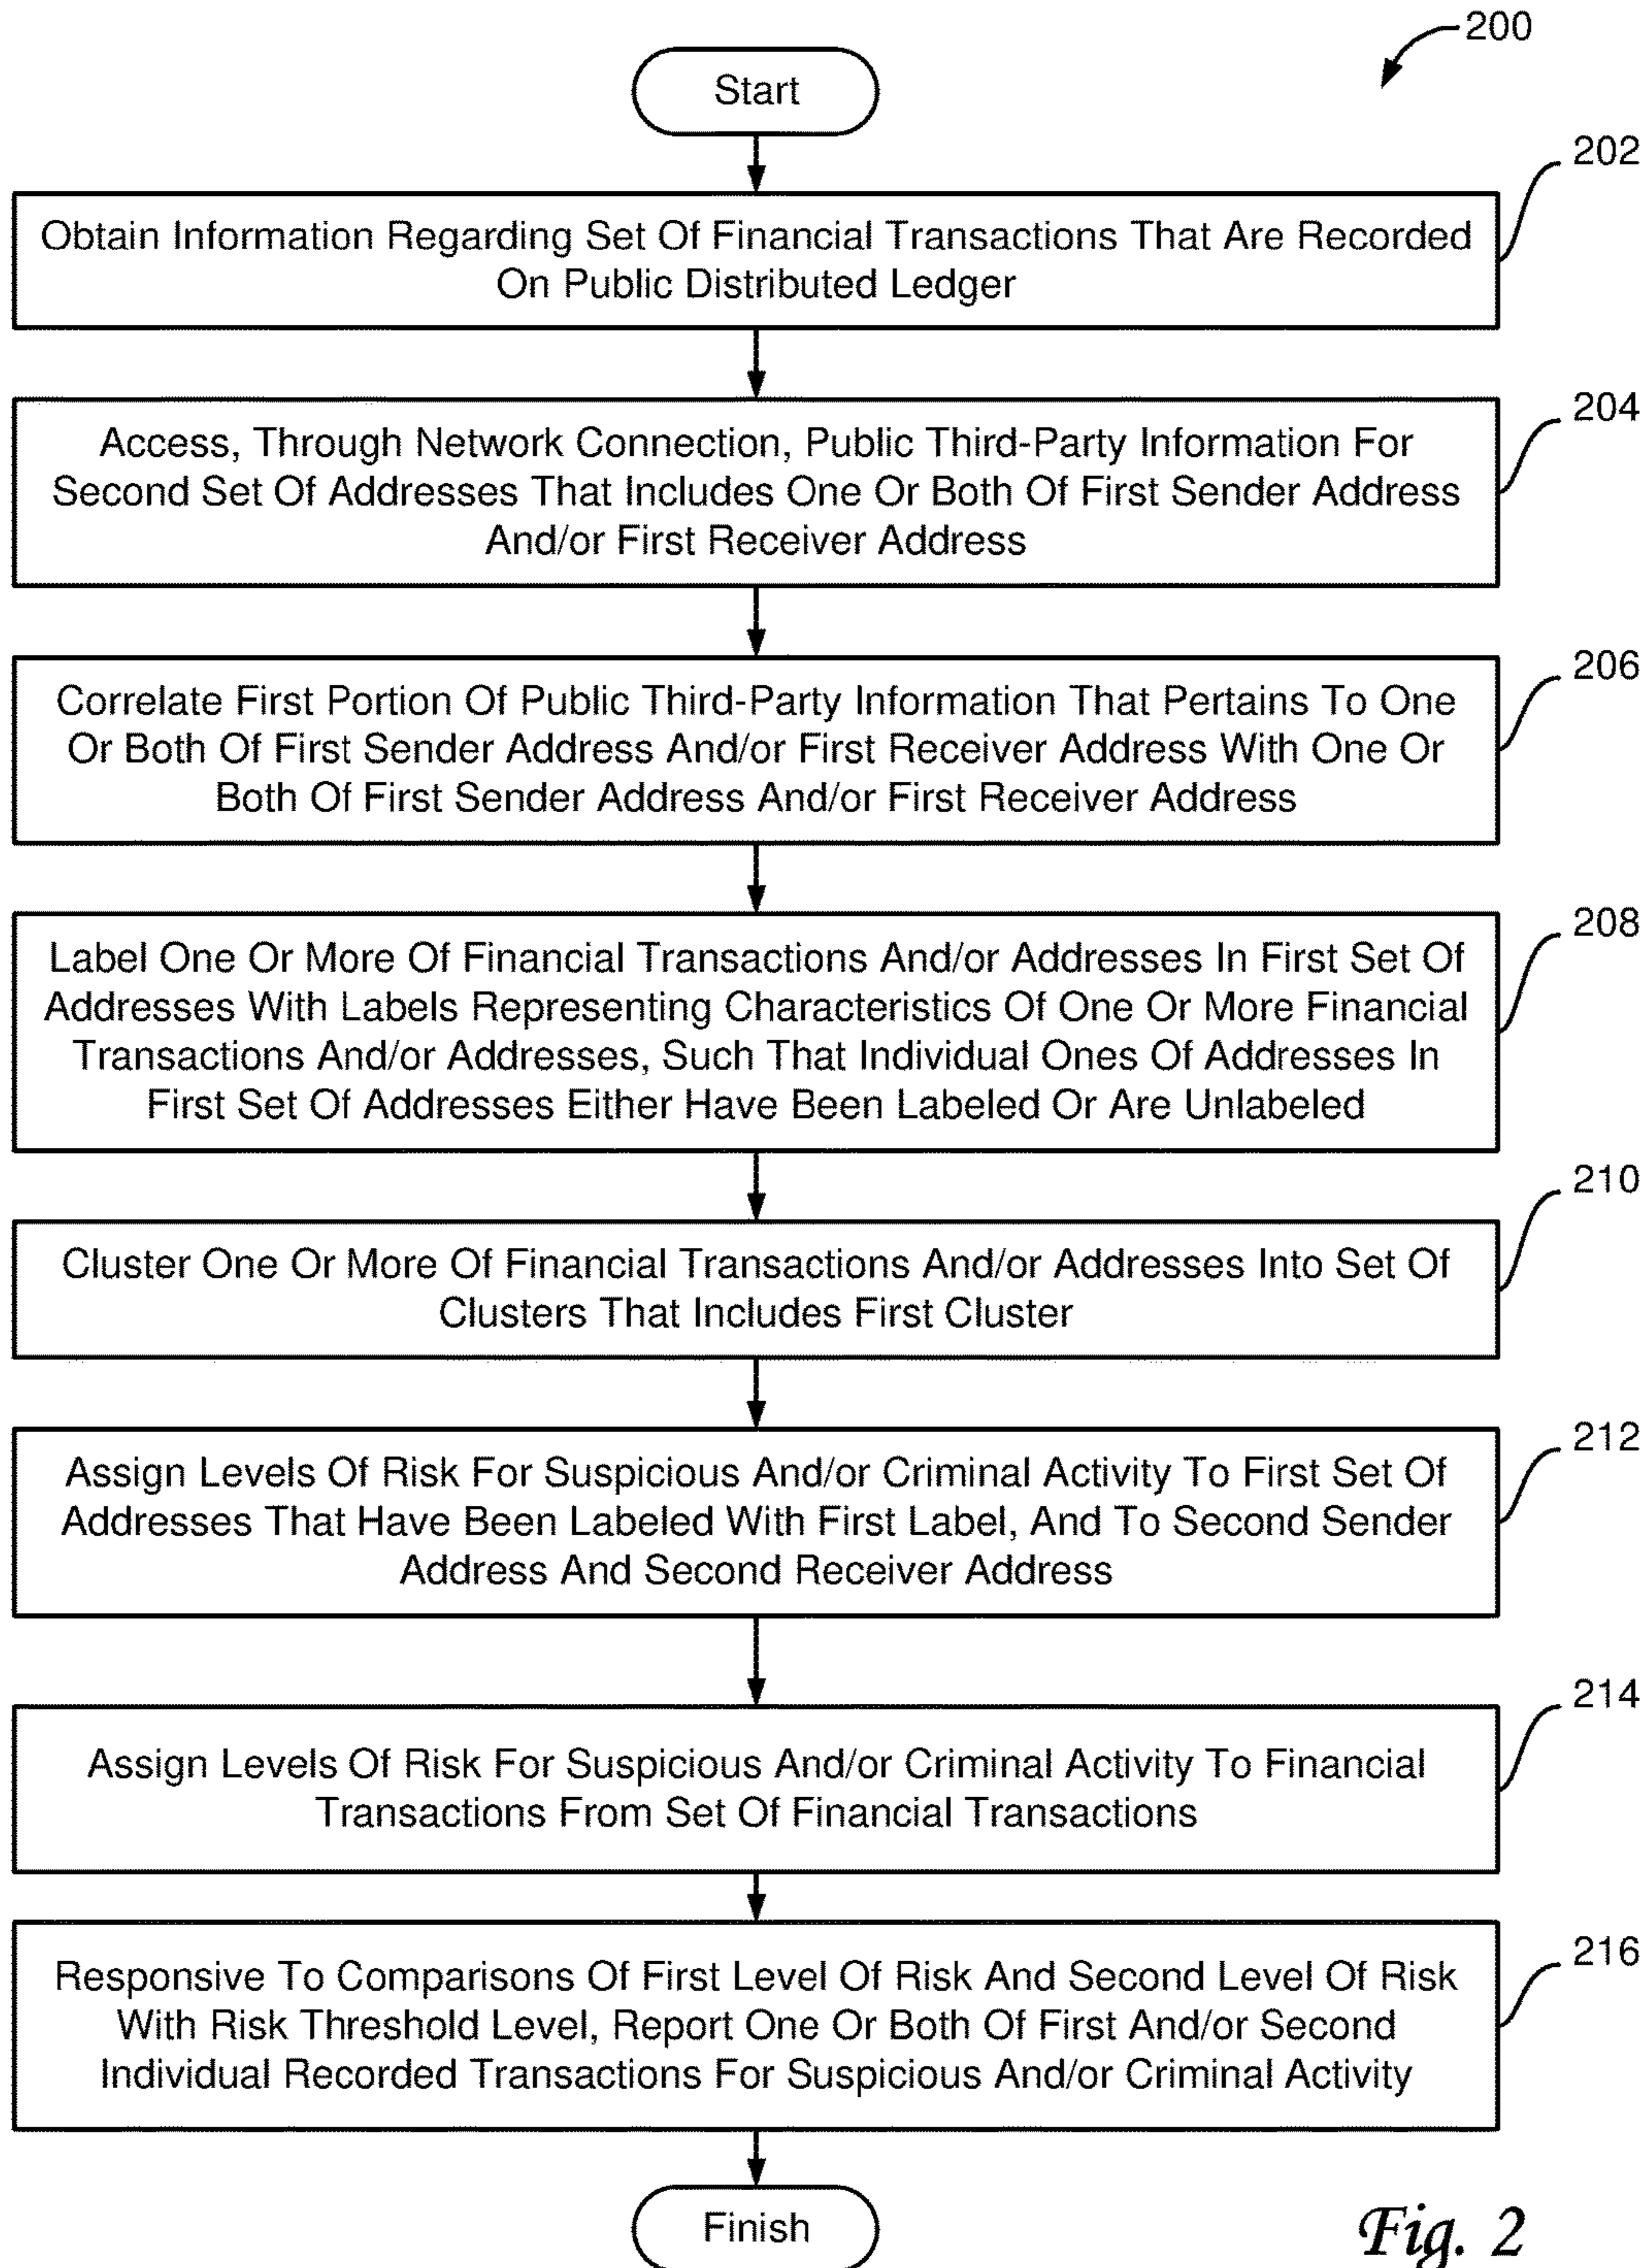 200
Start
202
Obtain Information Regarding Set Of Financial Transactions That Are Recorded
On Public Distributed Ledger
204
Access, Through Network Connection, Public Third-Party Information For
Second Set Of Addresses That Includes One Or Both Of First Sender Address
And/or First Receiver Address
206
Correlate First Portion Of Public Third-Party Information That Pertains To One
Or Both Of First Sender Address And/or First Receiver Address With One Or
Both Of First Sender Address And/or First Receiver Address
208
Label One Or More Of Financial Transactions And/or Addresses In First Set Of
Addresses With Labels Representing Characteristics Of One Or More Financial
Transactions And/or Addresses, Such That Individual Ones Of Addresses In
First Set Of Addresses Either Have Been Labeled Or Are Unlabeled
210
Cluster One Or More Of Financial Transactions And/or Addresses Into Set Of
Clusters That Includes First Cluster
212
Assign Levels Of Risk For Suspicious And/or Criminal Activity To First Set Of
Addresses That Have Been Labeled With First Label, And To Second Sender
Address And Second Receiver Address
214
Assign Levels Of Risk For Suspicious And/or Criminal Activity To Financial
Transactions From Set Of Financial Transactions
216
Responsive To Comparisons Of First Level Of Risk And Second Level Of Risk
With Risk Threshold Level, Report One Or Both Of First And/or Second
Individual Recorded Transactions For Suspicious And/or Criminal Activity
Finish
Fig. 2